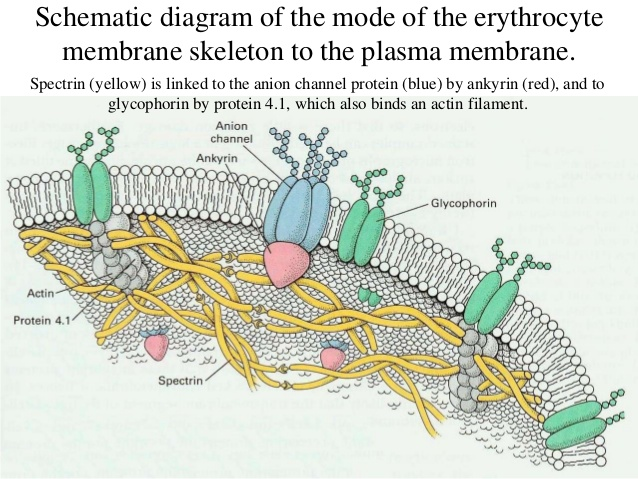 Schematic diagram of the mode of the erythrocyte
membrane skeleton to the plasma membrane.
Spectrin (yellow) is linked to the anion channel protein (blue) by ankyrin (red), and to
glycophorin by protein 4.1, which also binds an actin filament.
Anion
channel
Ankyrin
Glycophorin
Actin
Protein 4.1
Spectrin